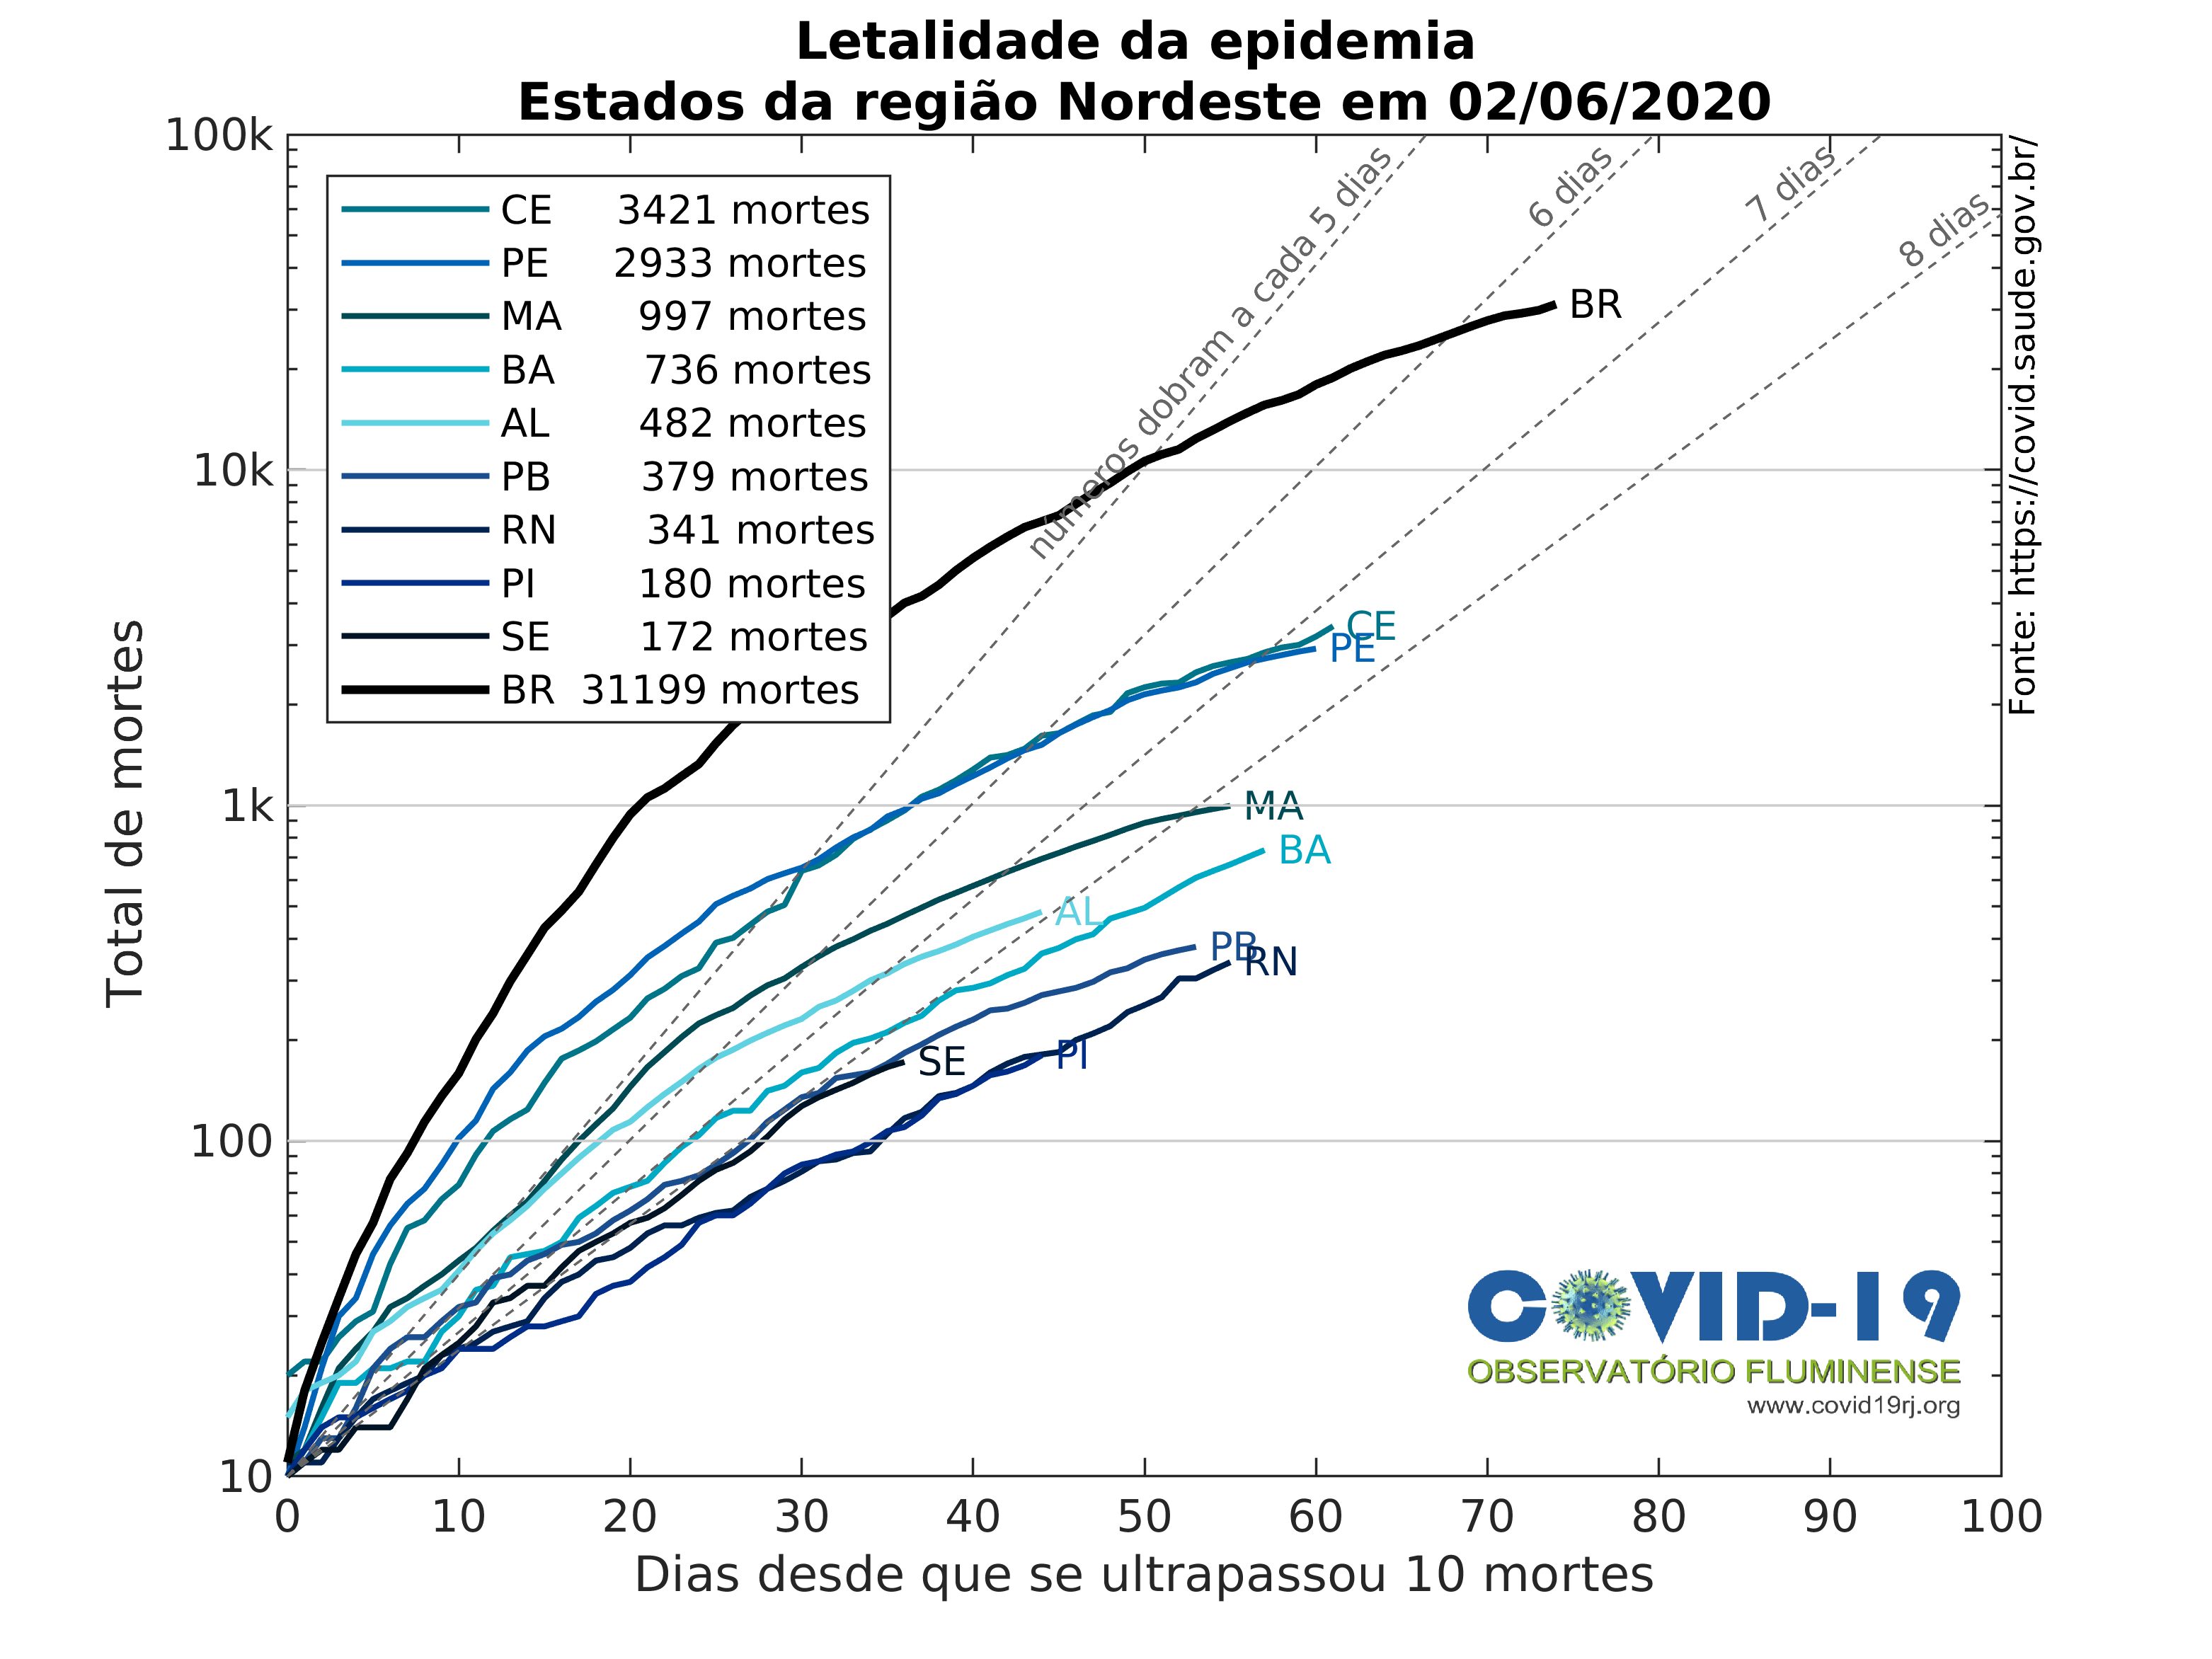 Letalidade da epidemia
Estados da região Nordeste em 02/06/2020
100k
10k
1k
100
10
Total de mortes
CE 3421 mortes
PE 2933 mortes
MA 997 mortes
BA 736 mortes
AL 482 mortes
PB 379 mortes
RN 341 mortes
PI 180 mortes
SE 172 mortes
BR 31199 mortes
números dobram a cada 5 dias
6 dias
7 dias
8 dias
BR
CE
PE
MA
BA
AL
PB
RN
PI
SE
Fonte: https://covid.saude.gov.br/
COVID-19
OBSERVATÓRIO FLUMINENSE
www.covid19rj.org
0 10 20 30 40 50 60 70 80 90 100
Dias desde que se ultrapassou 10 mortes